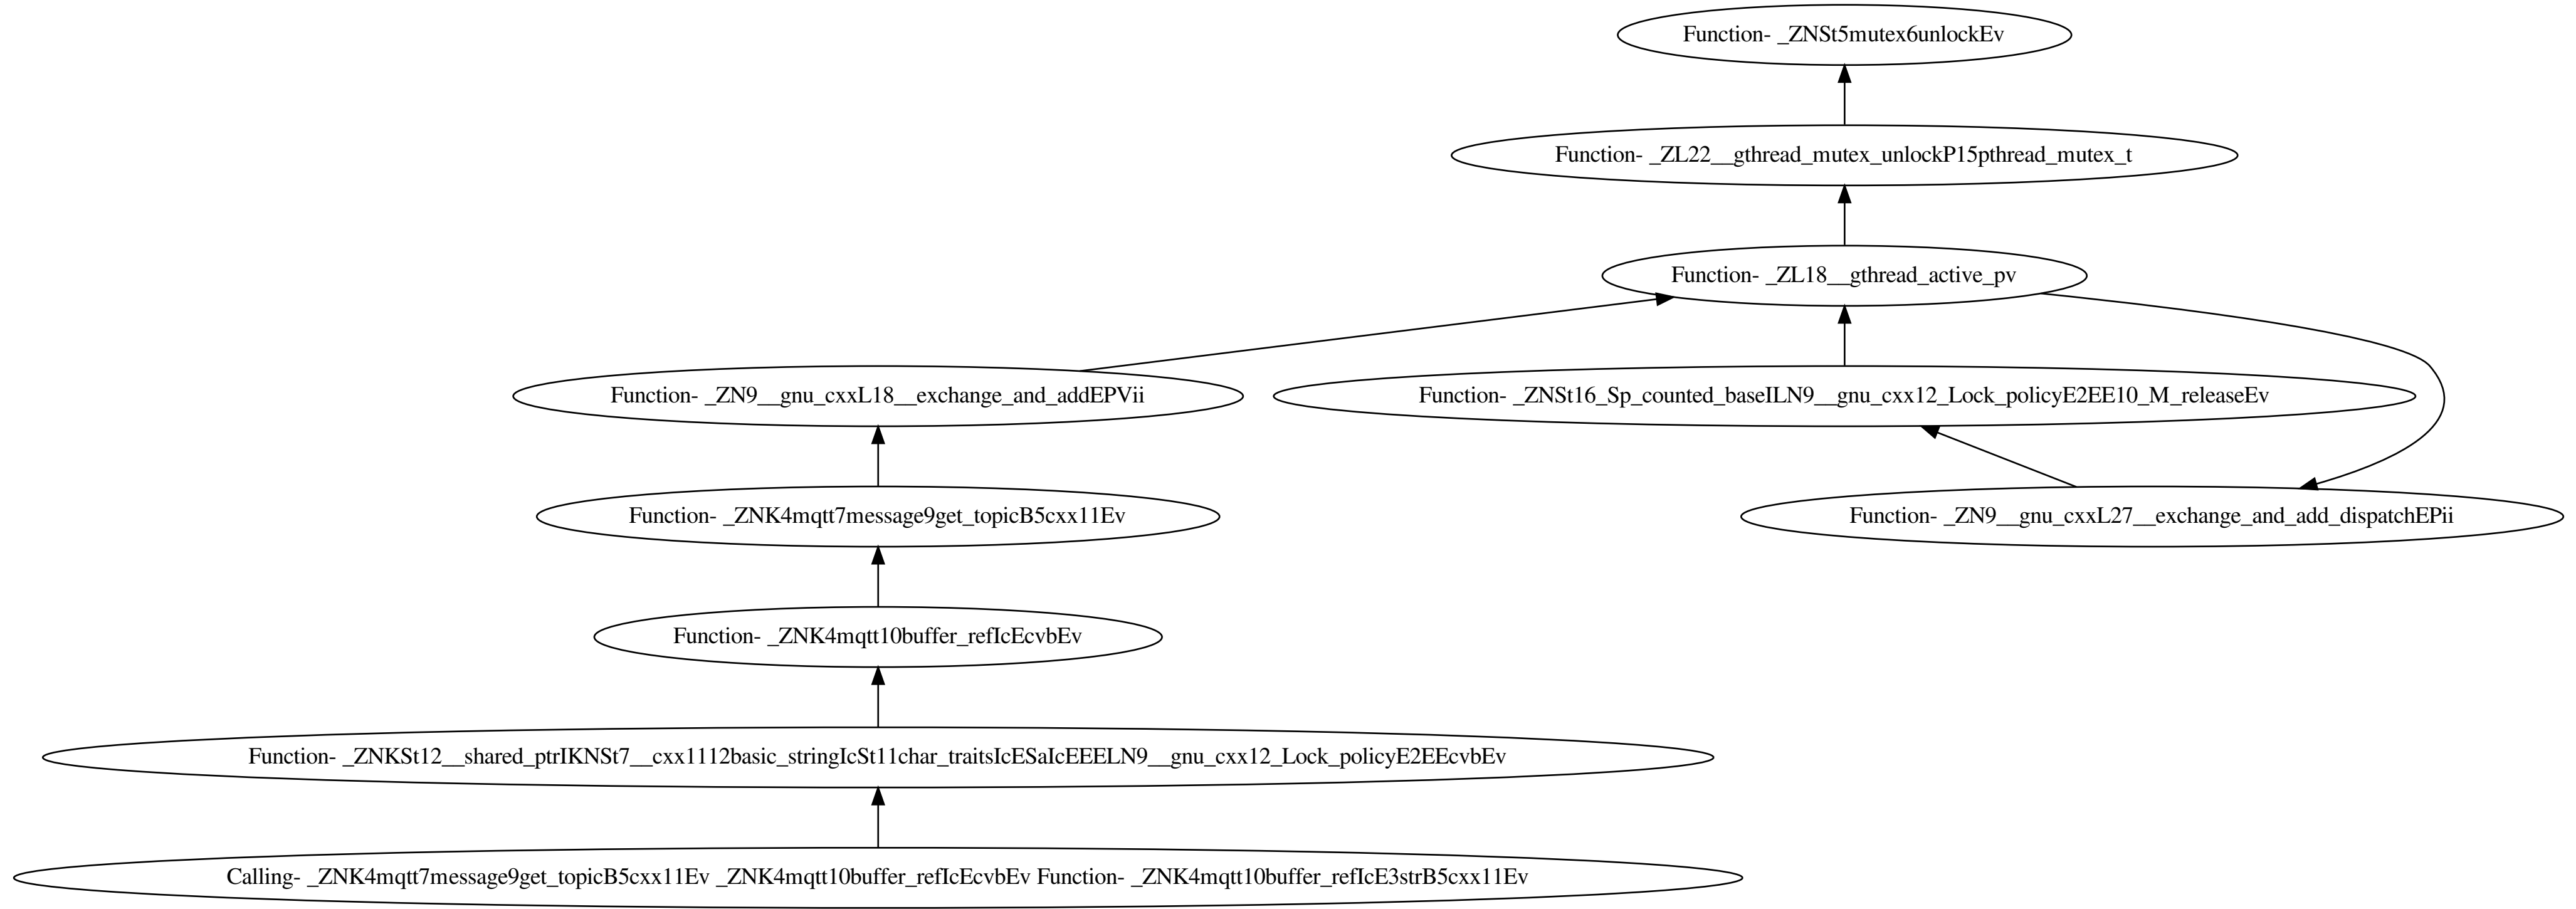 Function- _ZNSt5mutex6unlockEv
Function- _ZL22__gthread_mutex_unlockP15pthread_mutex_t
Function- _ZL18__gthread_active_pv
Function- _ZN9__gnu_cxxL18__exchange_and_addEPVii
Function- _ZNSt16_Sp_counted_baseILN9__gnu_cxx12_Lock_policyE2EE10_M_releaseEv
Function- _ZNK4mqtt7message9get_topicB5cxx11Ev
Function- _ZN9__gnu_cxxL27__exchange_and_add_dispatchEPii
Function- _ZNK4mqtt10buffer_refIcEcvbEv
Function- _ZNKSt12__shared_ptrIKNSt7__cxx1112basic_stringIcSt11char_traitsIcESaIcEEELN9__gnu_cxx12_Lock_policyE2EEcvbEv
Calling- _ZNK4mqtt7message9get_topicB5cxx11Ev _ZNK4mqtt10buffer_refIcEcvbEv Function- _ZNK4mqtt10buffer_refIcE3strB5cxx11Ev